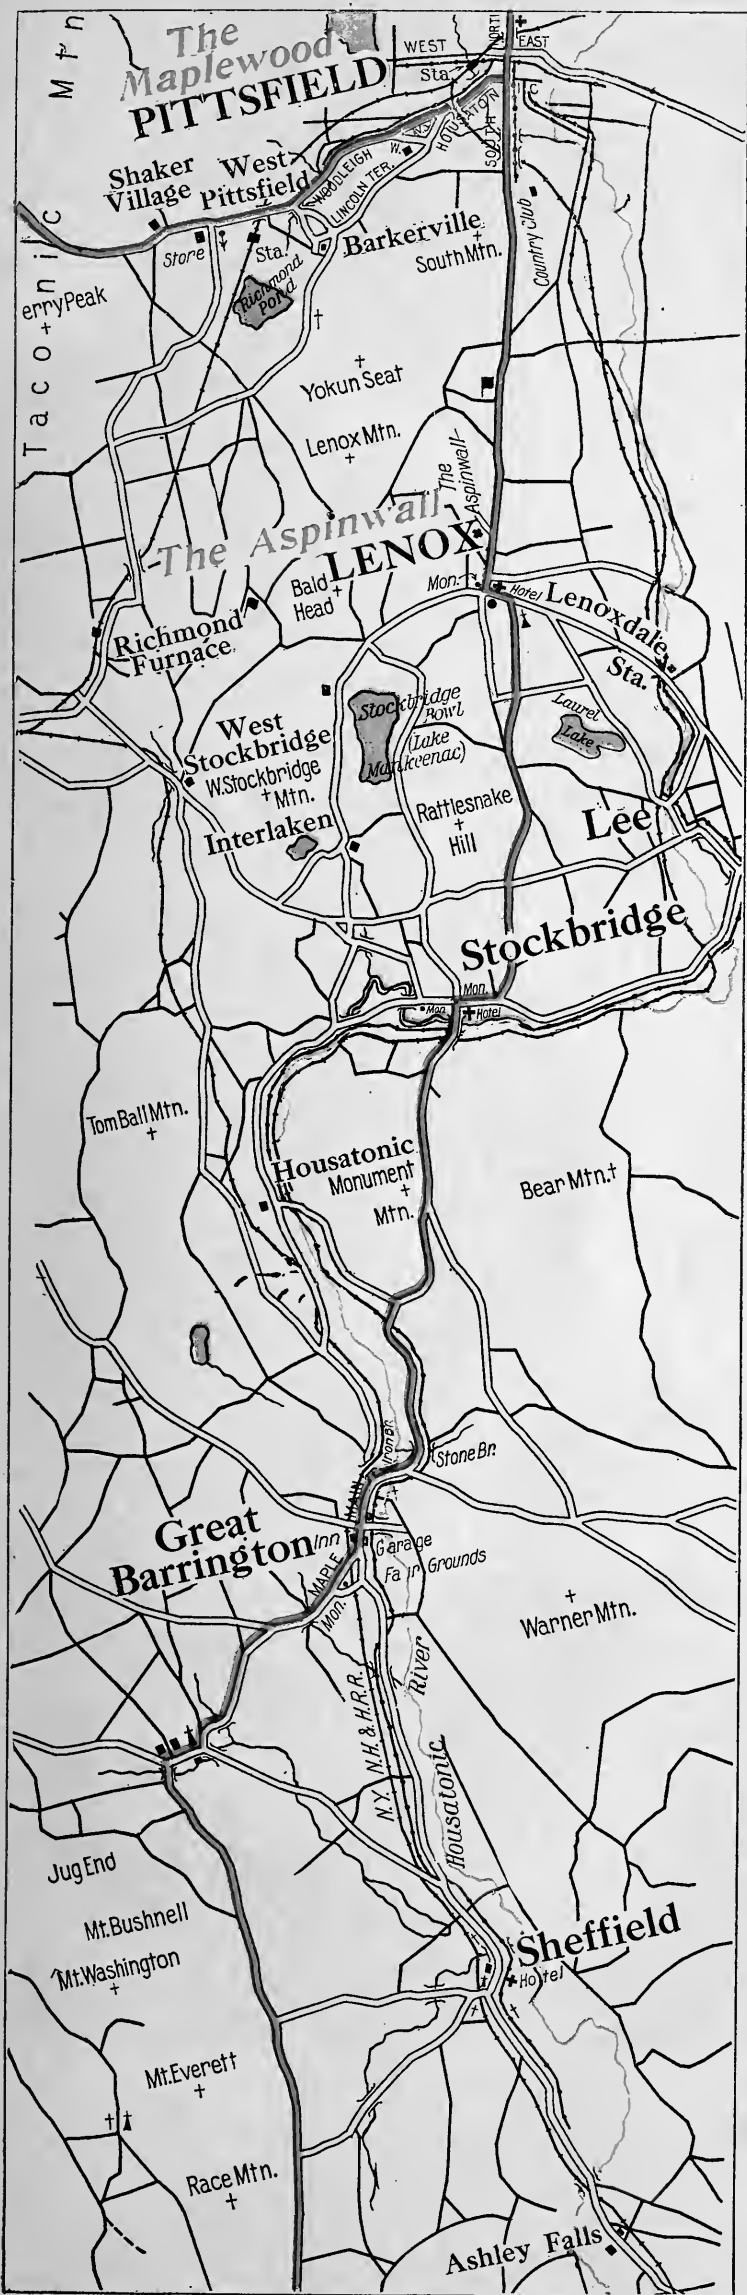 The
Maplewood
PITTSFIELD
Mtn
WEST
NORTH
EAST
Sta.
HOUSATONIC
SOUTH
Shaker
Village
West
Pittsfield
WOODLEIGH
LINCOLN TER.
W.
Store
Sta.
Barkerville
South Mtn.
Country Club
Richmond
Pond
erry Peak
Taconic
Yokun Seat
Lenox Mtn.
The Aspinwall
The
Aspinwall
LENOX
Bald
Head
Mon.
Hotel
Lenoxdale
Sta.
Richmond
Furnace
Stockbridge
Bowl
(Lake
Mahkeenac)
Laurel
Lake
West
Stockbridge
W. Stockbridge
Mtn.
Interlaken
Rattlesnake
Hill
Lee
Stockbridge
Mon.
Mon.
Hotel
Tom Ball Mtn.
Housatonic
Monument
Mtn.
Bear Mtn.
Iron Br.
Stone Br.
MAIN
Great
Barrington
Inn
Garage
MAPLE
Fair Grounds
Mon.
Warner Mtn.
N.Y. N.H. & H.R.R.
Housatonic River
Jug End
Mt. Bushnell
Mt. Washington
Sheffield
Hotel
Mt. Everett
Race Mtn.
Ashley Falls